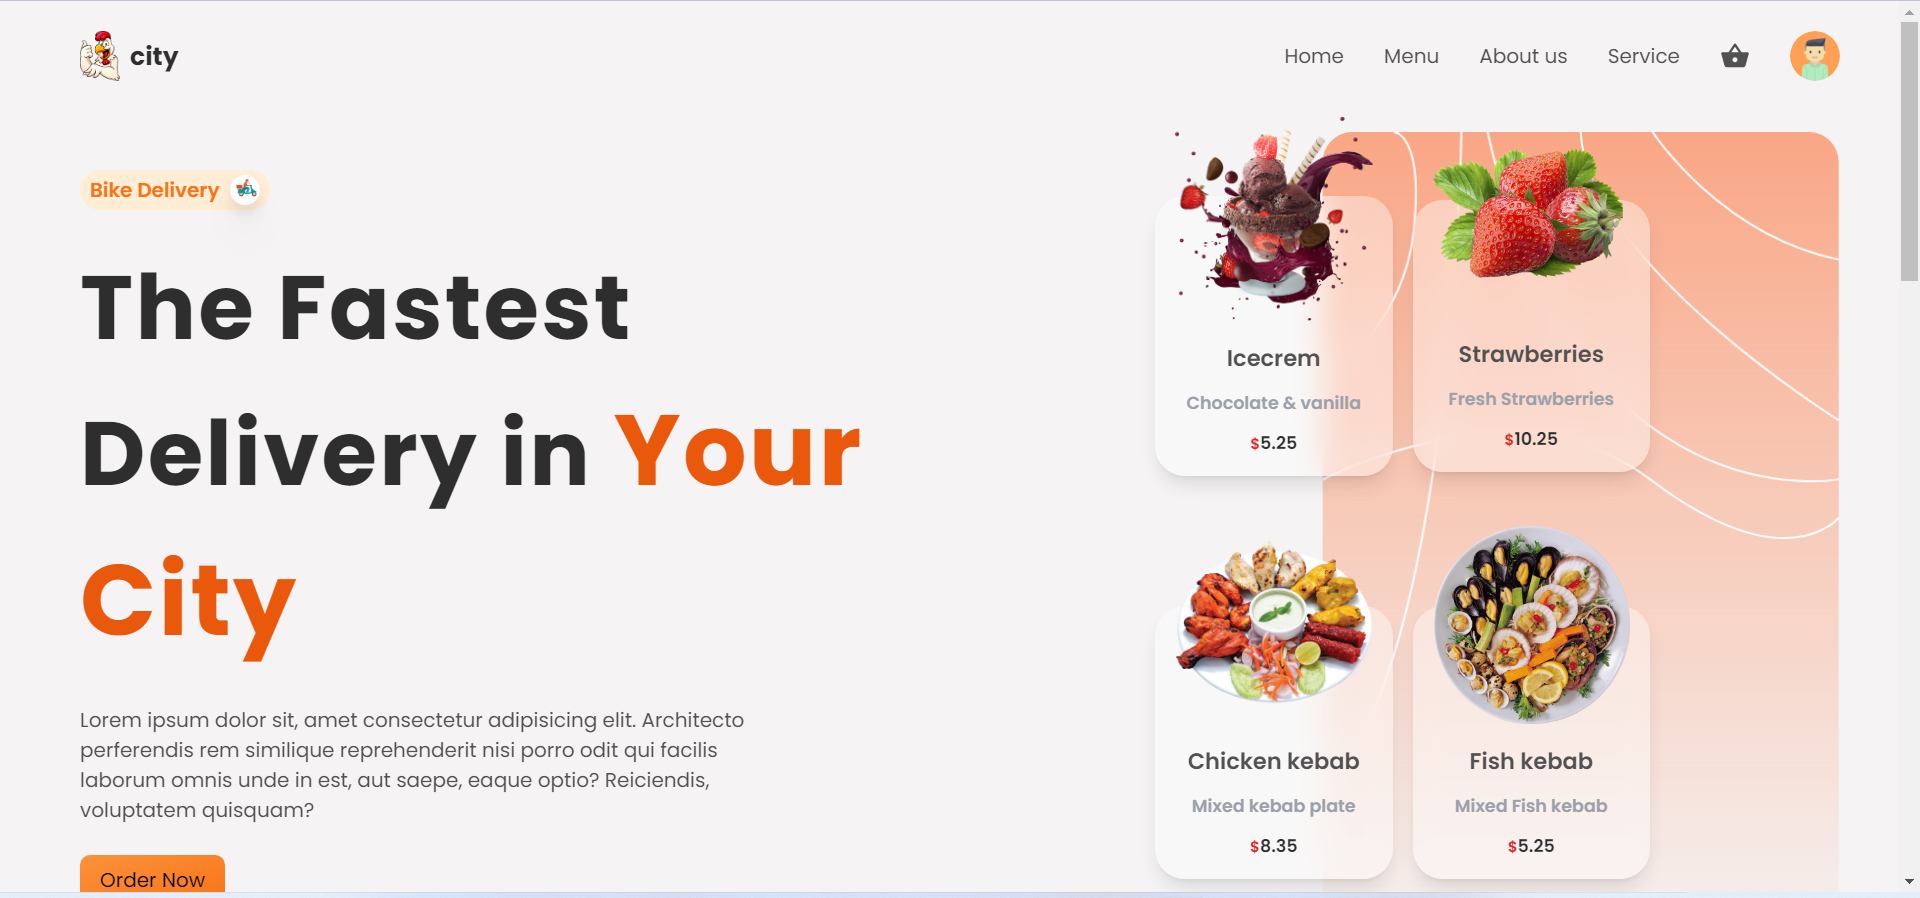 city
Home
Menu
About us
Service
Bike Delivery
The Fastest
Delivery in Your
City
Lorem ipsum dolor sit, amet consectetur adipisicing elit. Architecto
perferendis rem similique reprehenderit nisi porro odit qui facilis
laborum omnis unde in est, aut saepe, eaque optio? Reiciendis,
voluptatem quisquam?
Order Now
Icecrem
Chocolate & vanilla
$5.25
Strawberries
Fresh Strawberries
$10.25
Chicken kebab
Mixed kebab plate
$8.35
Fish kebab
Mixed Fish kebab
$5.25